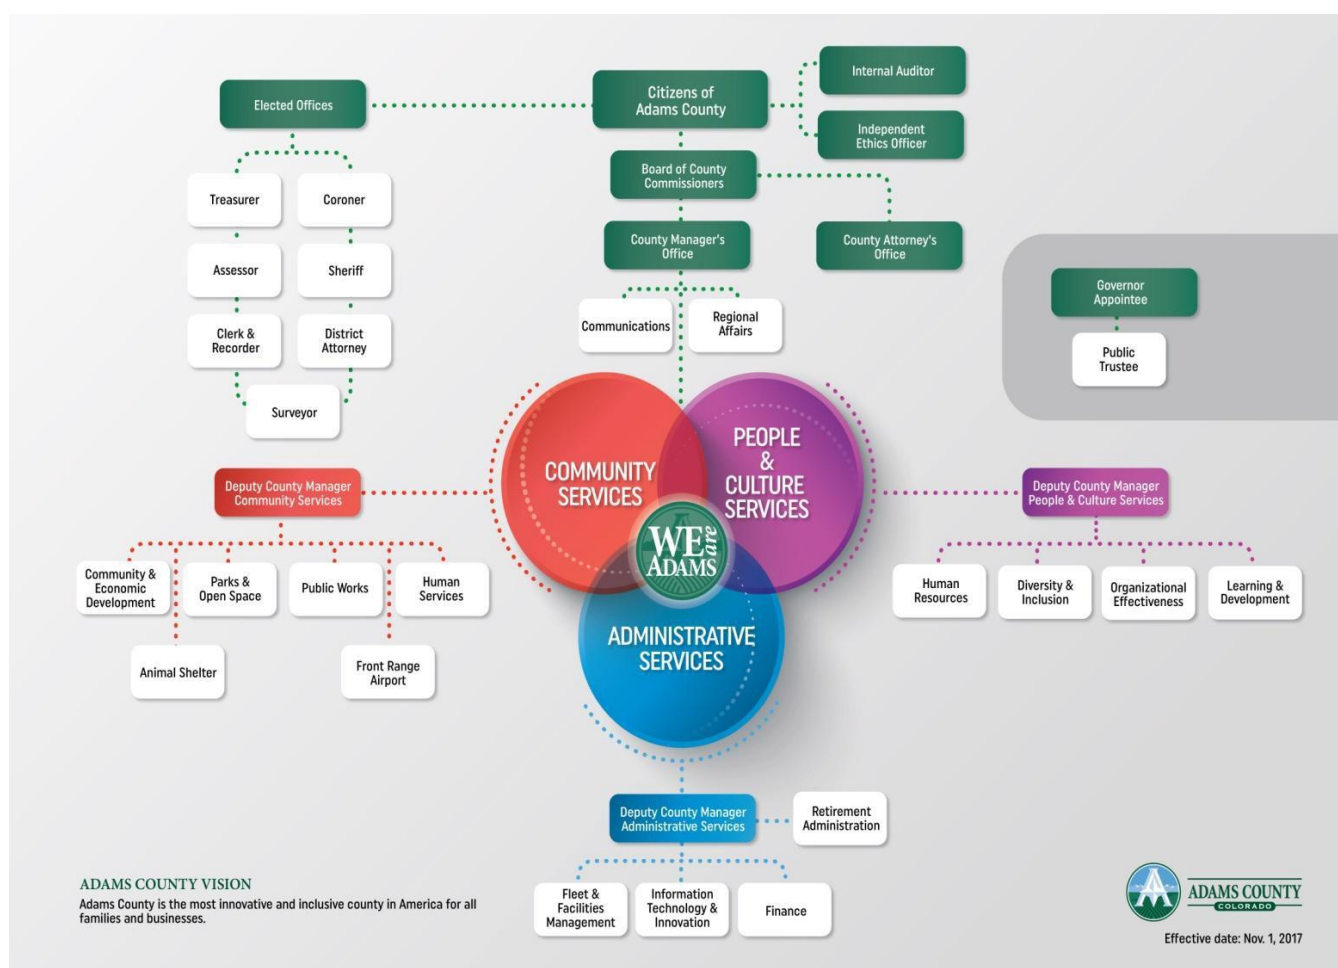 Elected Offices
Citizens of
Adams County
Internal Auditor
Independent
Ethics Officer
Board of County
Commissioners
Treasurer
Coroner
County Manager's
Office
County Attorney's
Office
Assessor
Sheriff
Governor
Appointee
Clerk &
Recorder
District
Attorney
Communications
Regional
Affairs
Public
Trustee
Surveyor
COMMUNITY
SERVICES
PEOPLE
&
CULTURE
SERVICES
WE are
ADAMS
ADMINISTRATIVE
SERVICES
Deputy County Manager
Community Services
Deputy County Manager
People & Culture Services
Community &
Economic
Development
Parks &
Open Space
Public Works
Human
Services
Animal Shelter
Front Range
Airport
Human
Resources
Diversity &
Inclusion
Organizational
Effectiveness
Learning &
Development
Deputy County Manager
Administrative Services
Retirement
Administration
Fleet &
Facilities
Management
Information
Technology &
Innovation
Finance
ADAMS COUNTY VISION
Adams County is the most innovative and inclusive county in America for all
families and businesses.
ADAMS COUNTY
COLORADO
Effective date: Nov. 1, 2017